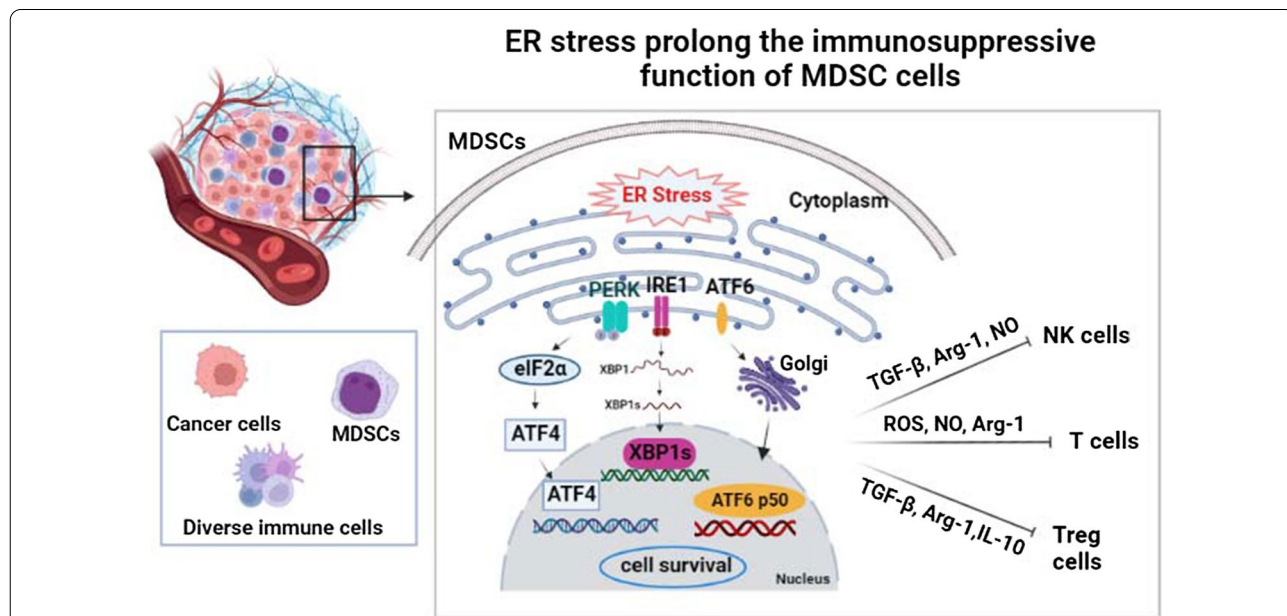 ER stress prolong the immunosuppressive
function of MDSC cells
MDSCs
ER Stress
Cytoplasm
PERK
IRE1
ATF6
eIF2α
XBP1
Golgi
XBP1s
ATF4
XBP1s
ATF4
ATF6 p50
cell survival
Nucleus
Cancer cells
MDSCs
Diverse immune cells
TGF-β, Arg-1, NO
NK cells
ROS, NO, Arg-1
T cells
TGF-β, Arg-1,IL-10
Treg
cells